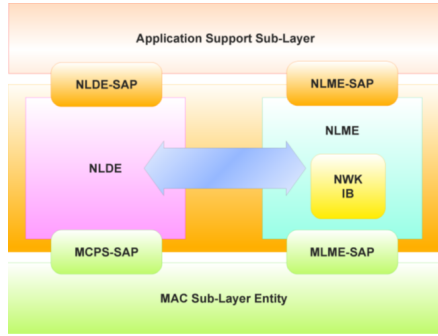 Application Support Sub-Layer
NLDE-SAP
NLME-SAP
NLME
NLDE
NWK
IB
MCPS-SAP
MLME-SAP
MAC Sub-Layer Entity